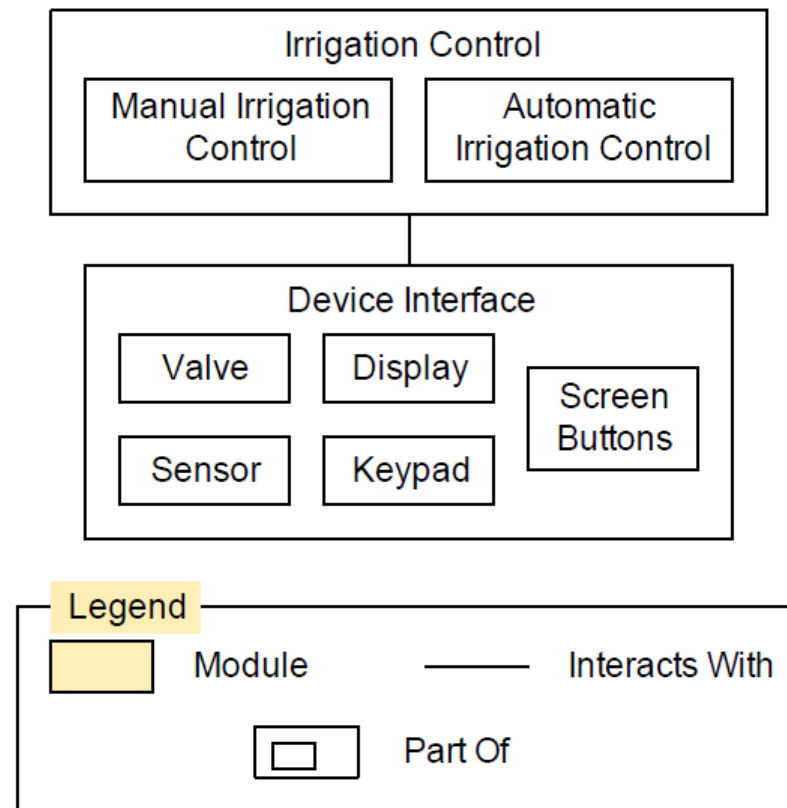 Irrigation Control
Manual Irrigation
Control
Automatic
Irrigation Control
Device Interface
Valve
Display
Screen
Buttons
Sensor
Keypad
Legend
Module
Interacts With
Part Of